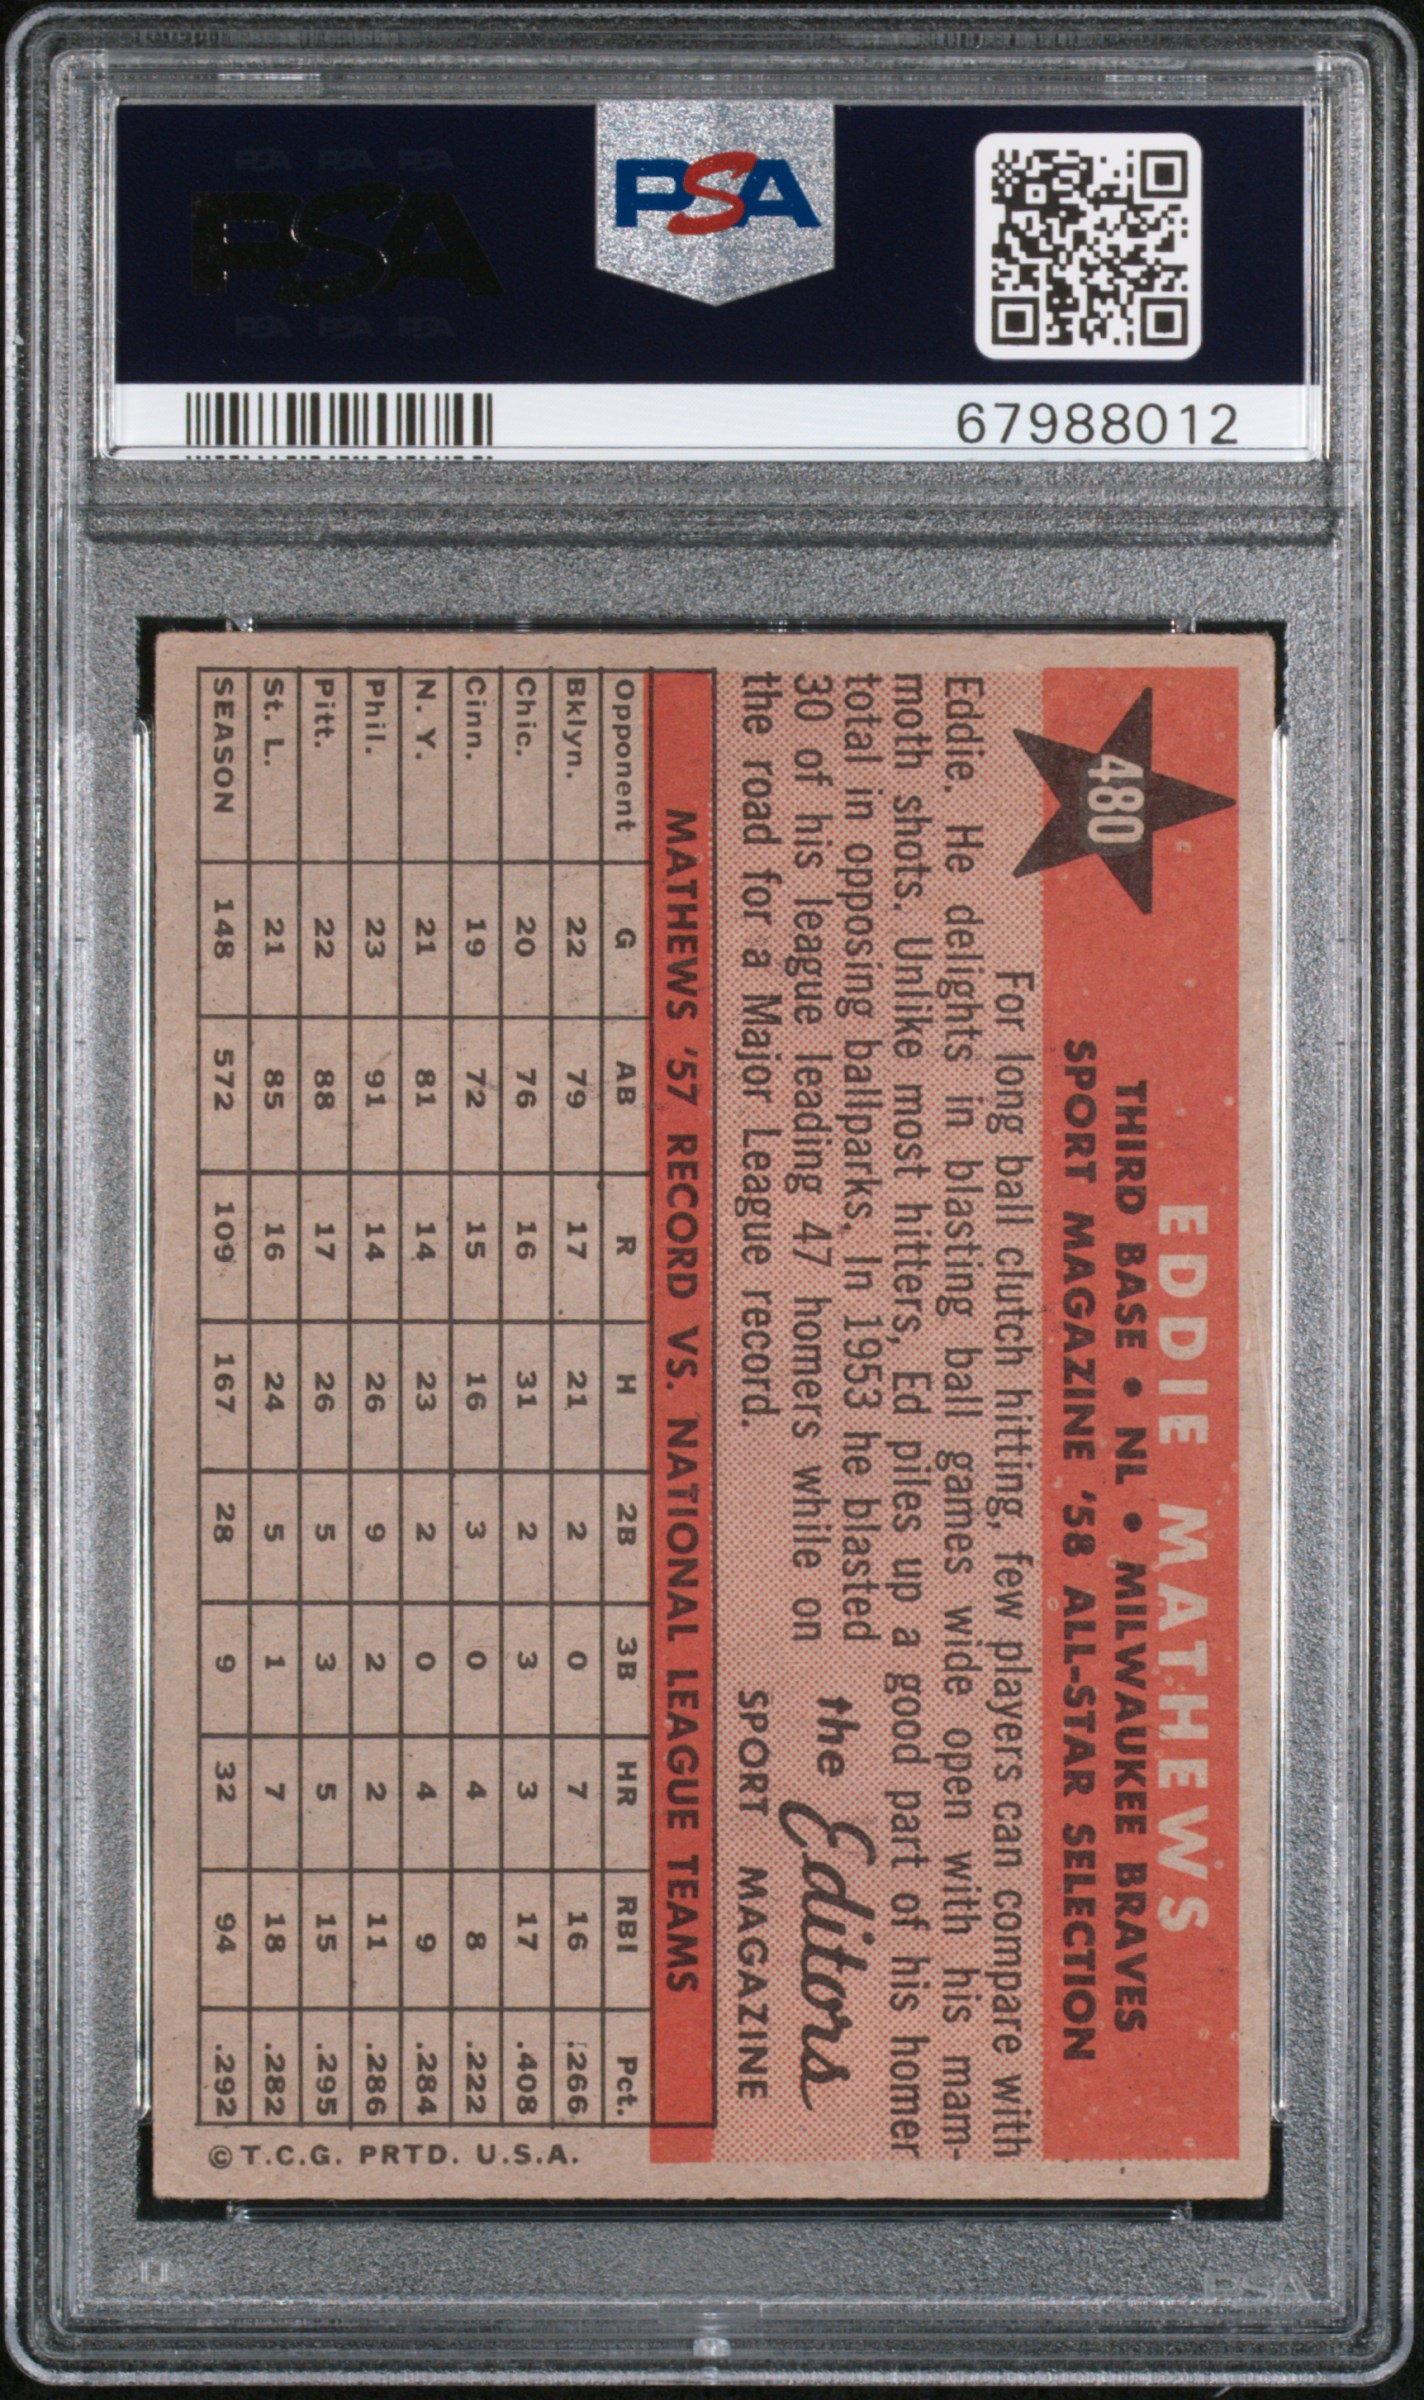 PSA PSA PSA
PSA
PSA PSA PSA
PSA
67988012
480
EDDIE MATHEWS
THIRD BASE • NL • MILWAUKEE BRAVES
SPORT MAGAZINE '58 ALL-STAR SELECTION
For long ball clutch hitting, few players can compare with
Eddie. He delights in blasting ball games wide open with his mam-
moth shots. Unlike most hitters, Ed piles up a good part of his homer
total in opposing ballparks. In 1953 he blasted
30 of his league leading 47 homers while on
the road for a Major League record.
the Editors
SPORT MAGAZINE
MATHEWS '57 RECORD VS. NATIONAL LEAGUE TEAMS
Opponent G AB R H 2B 3B HR RBI Pct.
Bklyn. 22 79 17 21 2 0 7 16 .266
Chic. 20 76 16 31 2 3 3 17 .408
Cinn. 19 72 15 16 3 0 4 8 .222
N. Y. 21 81 14 23 2 0 4 9 .284
Phil. 23 91 14 26 9 2 2 11 .286
Pitt. 22 88 17 26 5 3 5 15 .295
St. L. 21 85 16 24 5 1 7 18 .282
SEASON 148 572 109 167 28 9 32 94 .292
© T.C.G. PRTD. U.S.A.
PSA